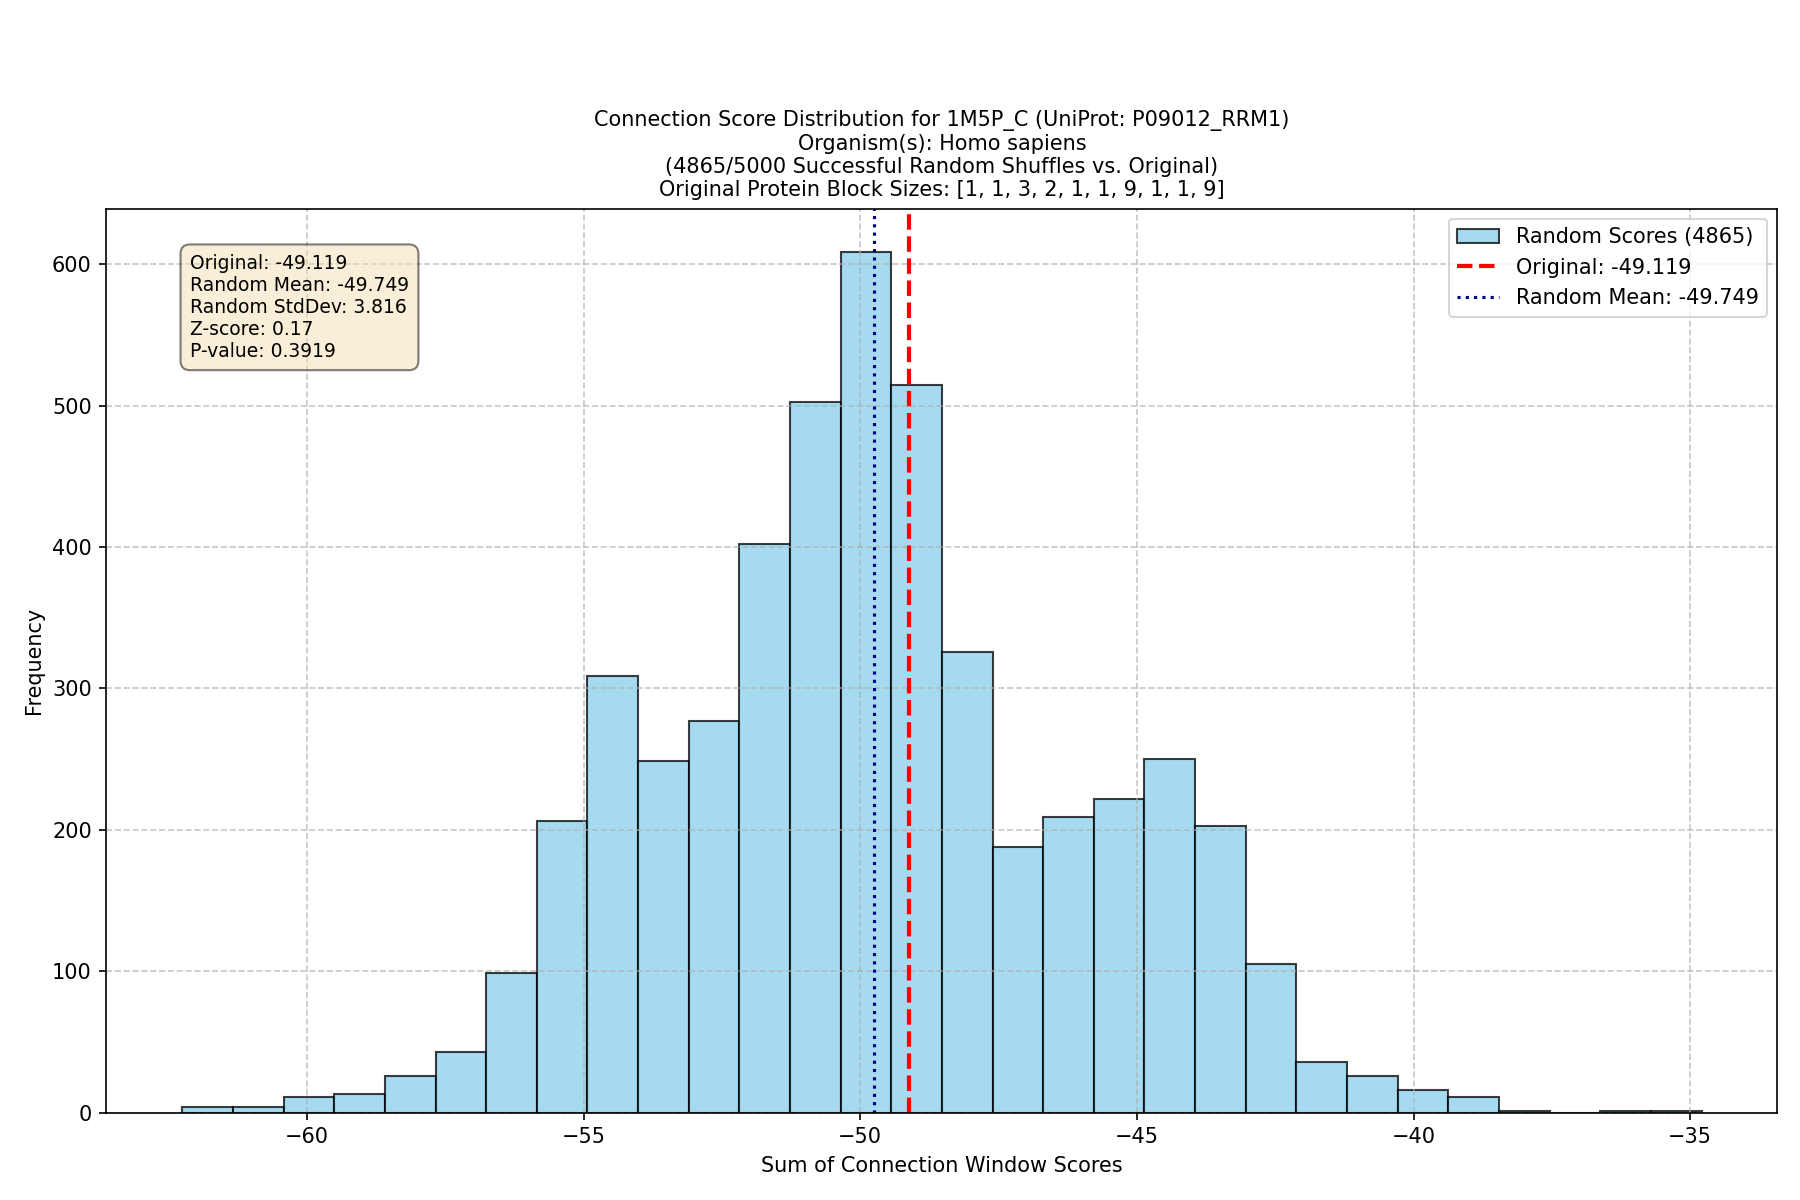 Connection Score Distribution for 1M5P_C (UniProt: P09012_RRM1)
Organism(s): Homo sapiens
(4865/5000 Successful Random Shuffles vs. Original)
Original Protein Block Sizes: [1, 1, 3, 2, 1, 1, 9, 1, 1, 9]
Original: -49.119
Random Mean: -49.749
Random StdDev: 3.816
Z-score: 0.17
P-value: 0.3919
Random Scores (4865)
Original: -49.119
Random Mean: -49.749
600
500
400
300
200
100
0
Frequency
−60 −55 −50 −45 −40 −35
Sum of Connection Window Scores